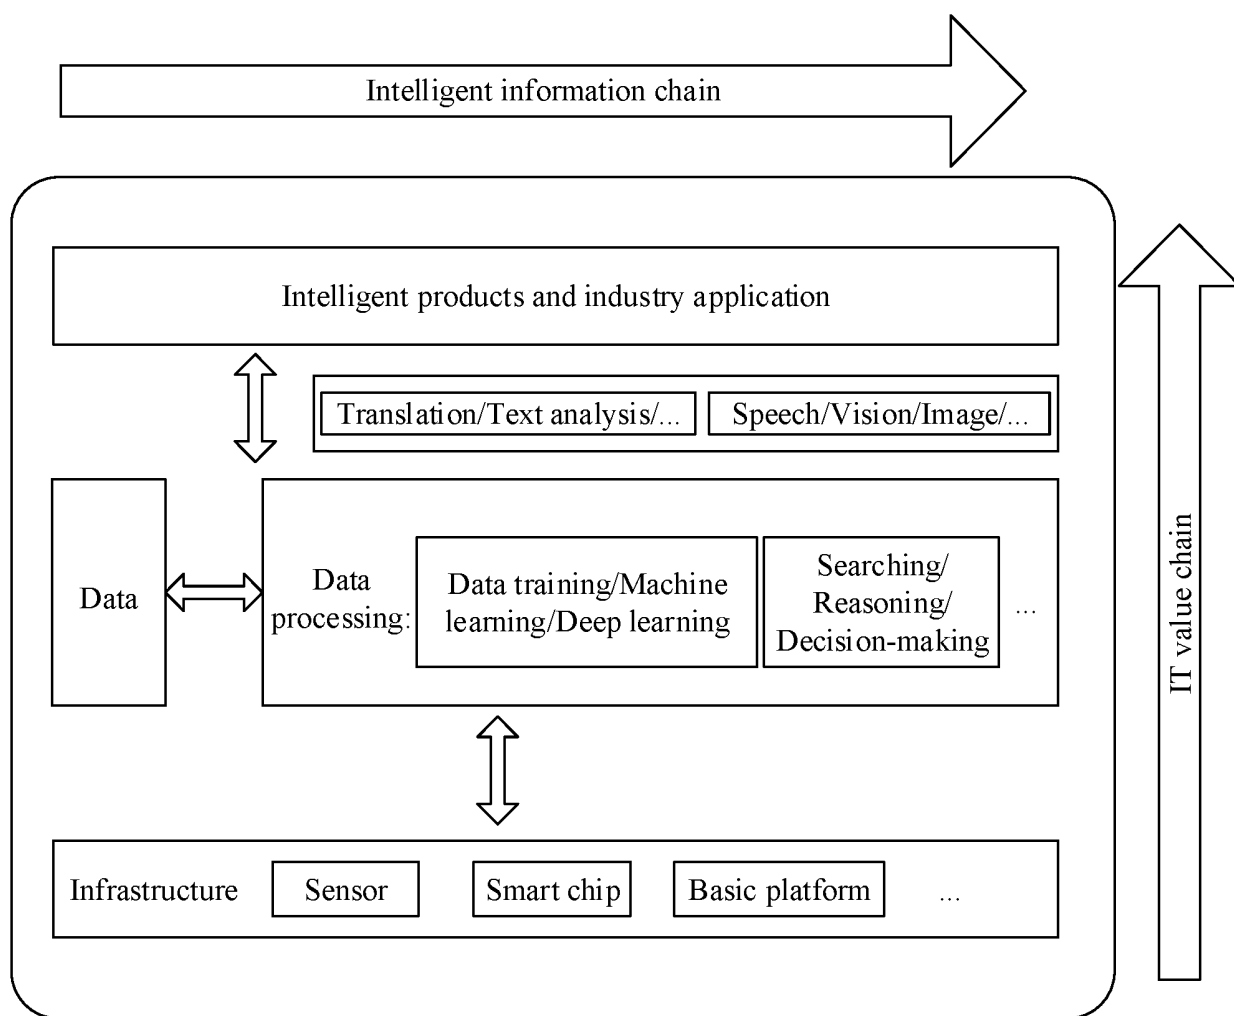 Intelligent information chain
Intelligent products and industry application
Translation/Text analysis/...
Speech/Vision/Image/...
Data
Data
processing:
Data training/Machine
learning/Deep learning
Searching/
Reasoning/
Decision-making
...
Infrastructure
Sensor
Smart chip
Basic platform
...
IT value chain